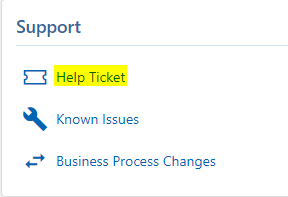 Support
Help Ticket
Known Issues
Business Process Changes